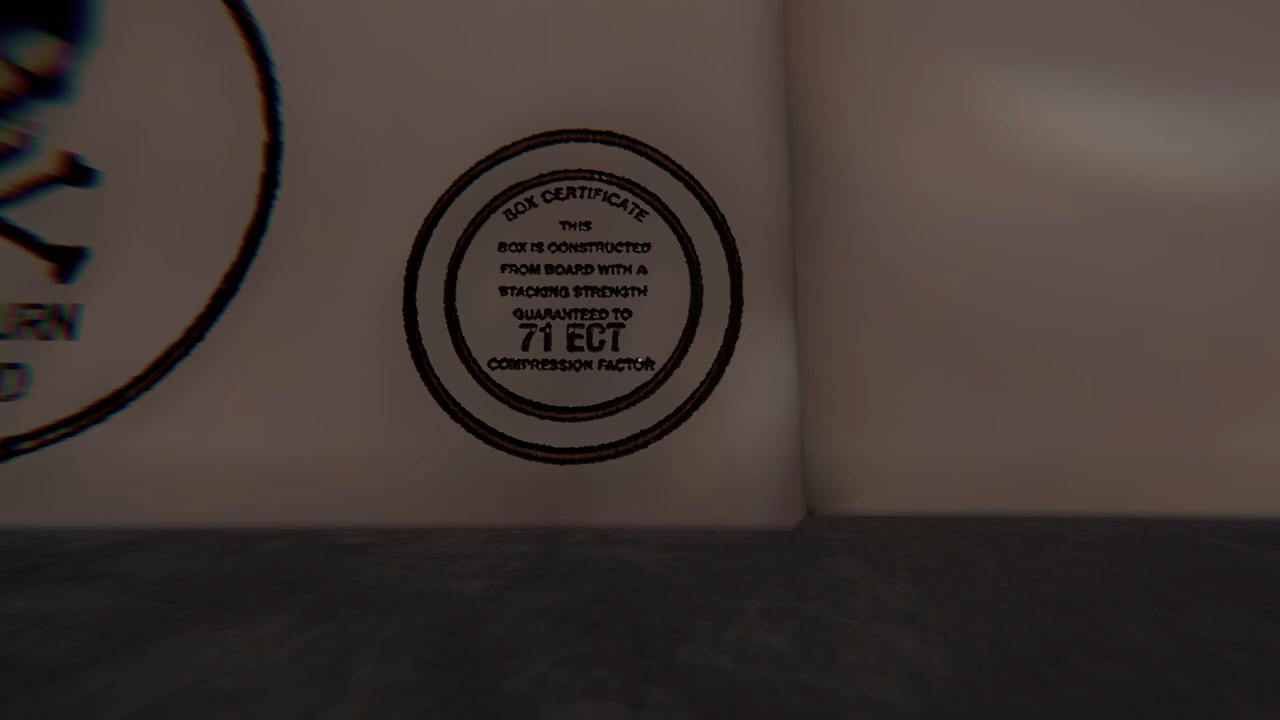 BOX CERTIFICATE
THIS
BOX IS CONSTRUCTED
FROM BOARD WITH A
STACKING STRENGTH
GUARANTEED TO
71 ECT
COMPRESSION FACTOR